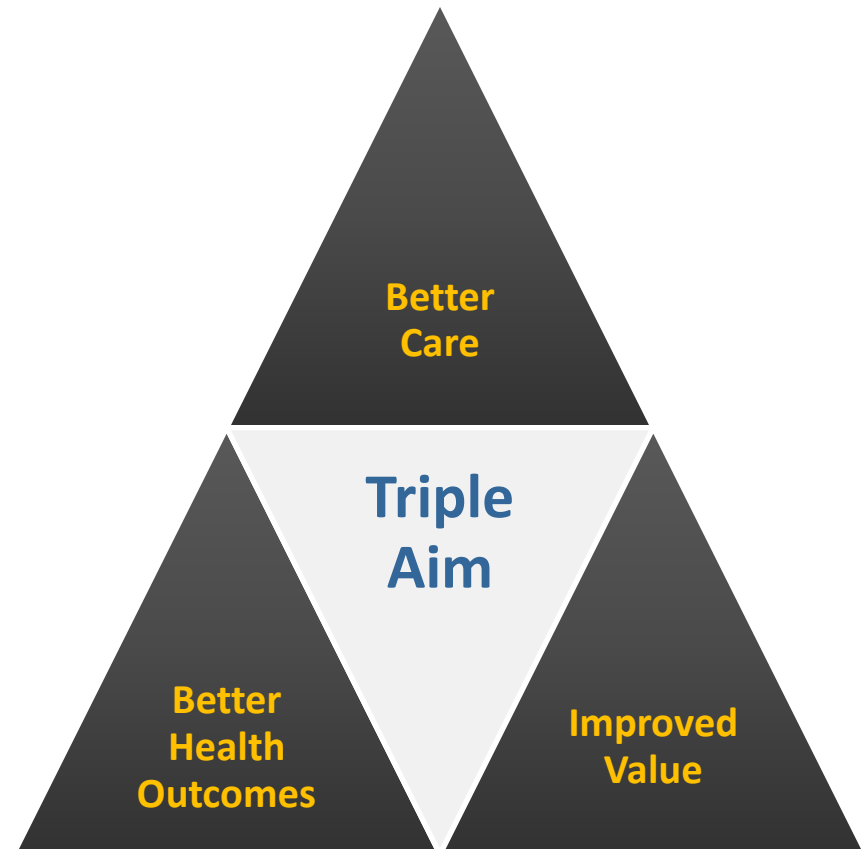 Better
Care
Triple
Aim
Better
Health
Outcomes
Improved
Value